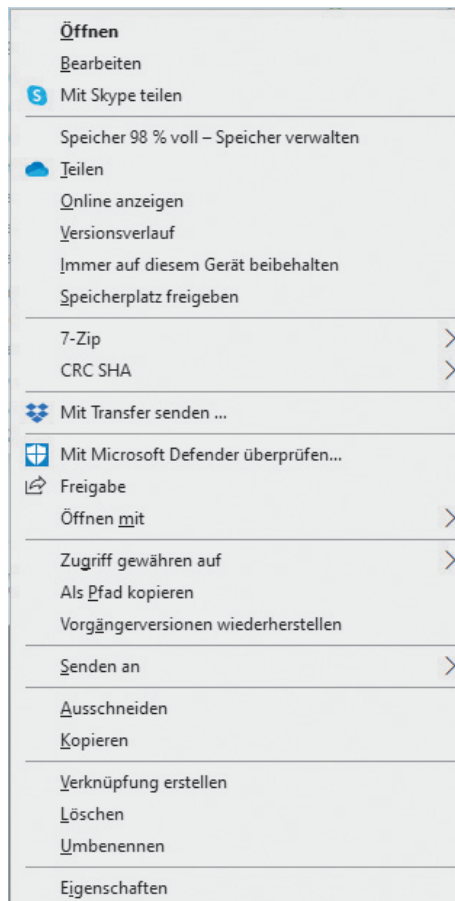 Öffnen
Bearbeiten
Mit Skype teilen
Speicher 98 % voll – Speicher verwalten
Teilen
Online anzeigen
Versionsverlauf
Immer auf diesem Gerät beibehalten
Speicherplatz freigeben
7-Zip
CRC SHA
Mit Transfer senden ...
Mit Microsoft Defender überprüfen...
Freigabe
Öffnen mit
Zugriff gewähren auf
Als Pfad kopieren
Vorgängerversionen wiederherstellen
Senden an
Ausschneiden
Kopieren
Verknüpfung erstellen
Löschen
Umbenennen
Eigenschaften